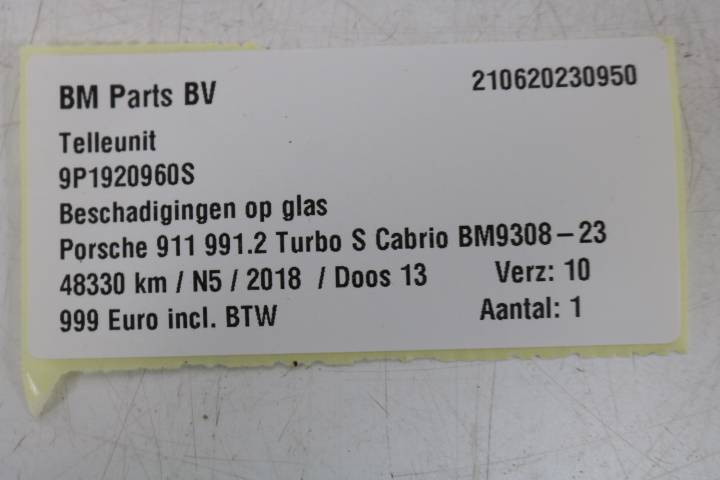 BM Parts BV 210620230950
Telleunit
9P1920960S
Beschadigingen op glas
Porsche 911 991.2 Turbo S Cabrio BM9308-23
48330 km / N5 / 2018 / Doos 13 Verz: 10
999 Euro incl. BTW Aantal: 1